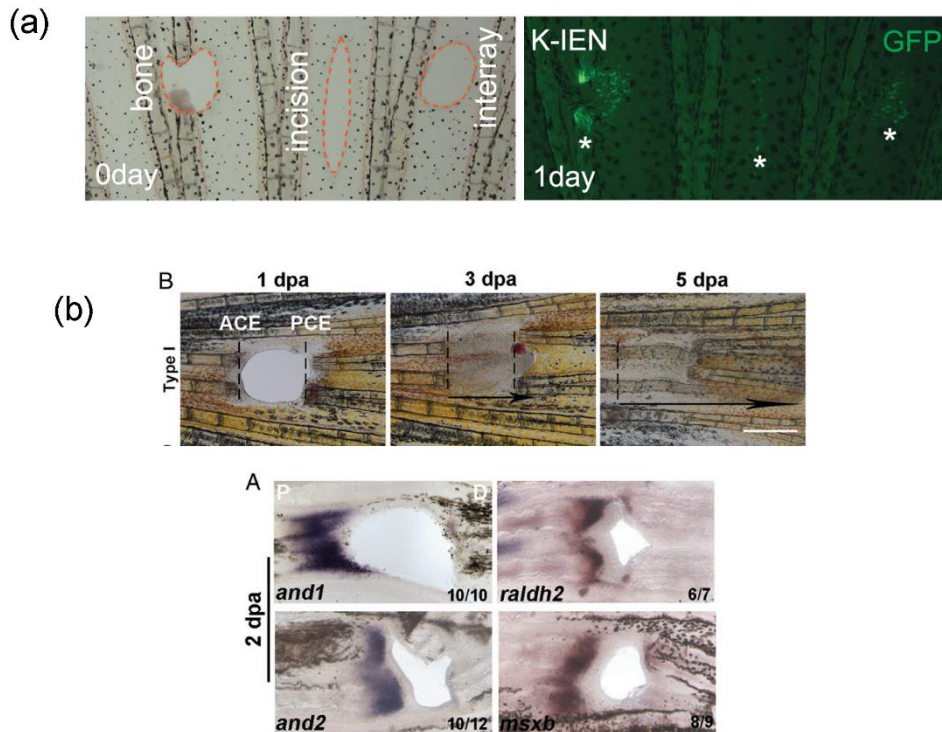 (a)
bone
incision
interray
0day
K-IEN
GFP
*
*
*
1day
(b)
B
1 dpa
3 dpa
5 dpa
ACE
PCE
Type I
A
P
D
2 dpa
and1
10/10
raldh2
6/7
and2
10/12
msxb
8/9